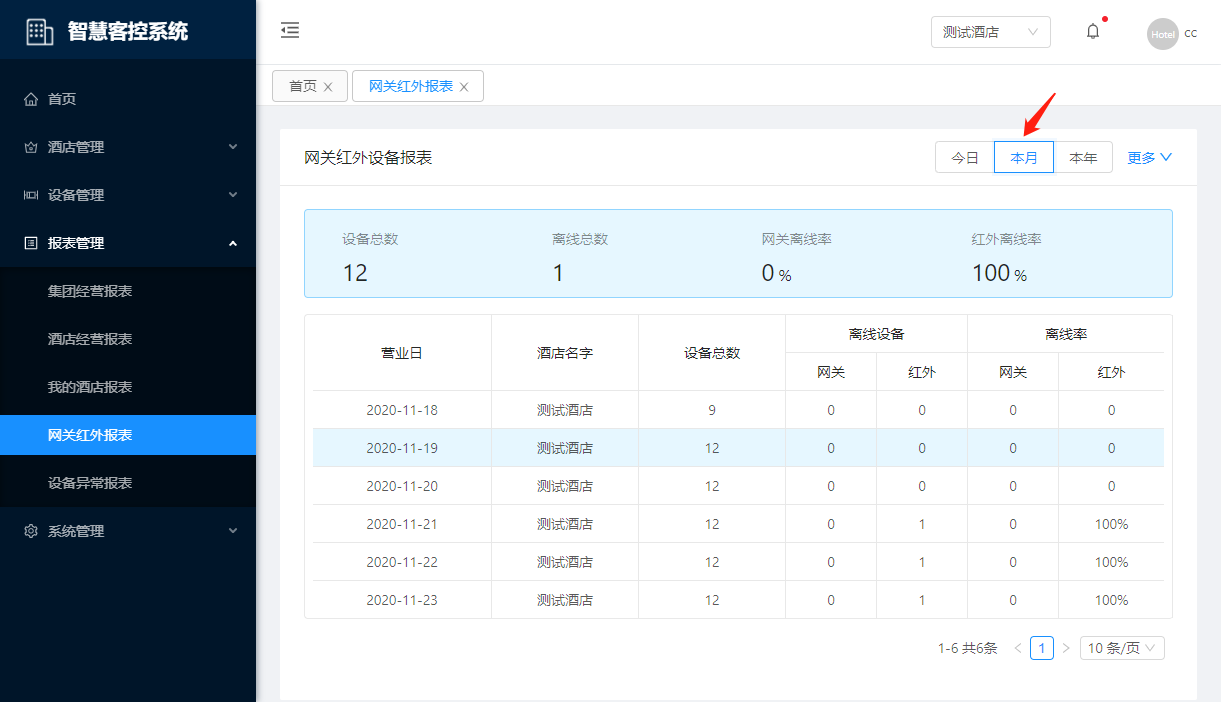 智慧客控系统
首页
酒店管理
设备管理
报表管理
集团经营报表
酒店经营报表
我的酒店报表
网关红外报表
设备异常报表
系统管理
测试酒店
Hotel cc
首页 网关红外报表
网关红外设备报表 今日 本月 本年 更多
设备总数 离线总数 网关离线率 红外离线率
12 1 0 % 100 %
营业日 酒店名字 设备总数 离线设备 离线率
网关 红外 网关 红外
2020-11-18 测试酒店 9 0 0 0 0
2020-11-19 测试酒店 12 0 0 0 0
2020-11-20 测试酒店 12 0 0 0 0
2020-11-21 测试酒店 12 0 1 0 100%
2020-11-22 测试酒店 12 0 1 0 100%
2020-11-23 测试酒店 12 0 1 0 100%
1-6 共6条 < 1 > 10 条/页